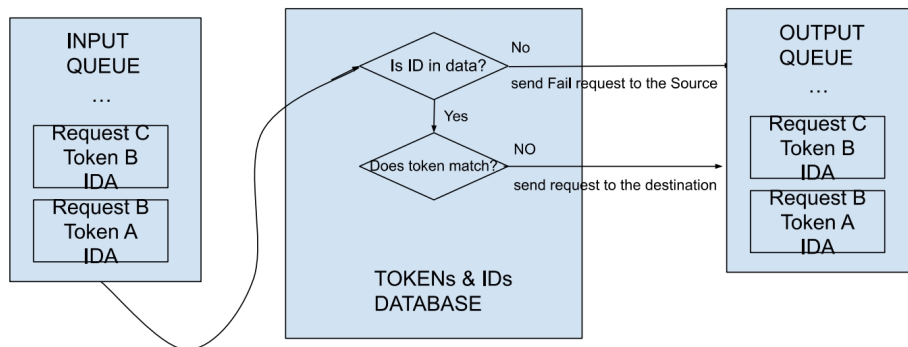 INPUT
QUEUE
...
Request C
Token B
IDA
Request B
Token A
IDA
Is ID in data?
No
send Fail request to the Source
Yes
Does token match?
NO
send request to the destination
TOKENs & IDs
DATABASE
OUTPUT
QUEUE
...
Request C
Token B
IDA
Request B
Token A
IDA